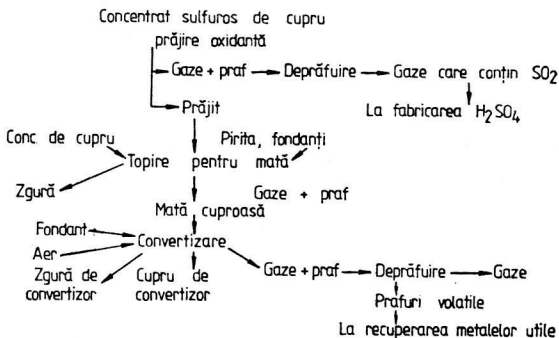 Concentrat sulfuros de cupru
prăjire oxidantă
Gaze + praf Deprăfuire Gaze care conțin SO2
Prăjit La fabricarea H2SO4
Conc. de cupru Pirita, fondanți
Topire pentru mată
Zgură Gaze + praf
Mată cuproasă
Fondant
Convertizare
Aer
Zgură de Cupru de Gaze + praf Deprăfuire Gaze
convertizor convertizor
Prafuri volatile
La recuperarea metalelor utile